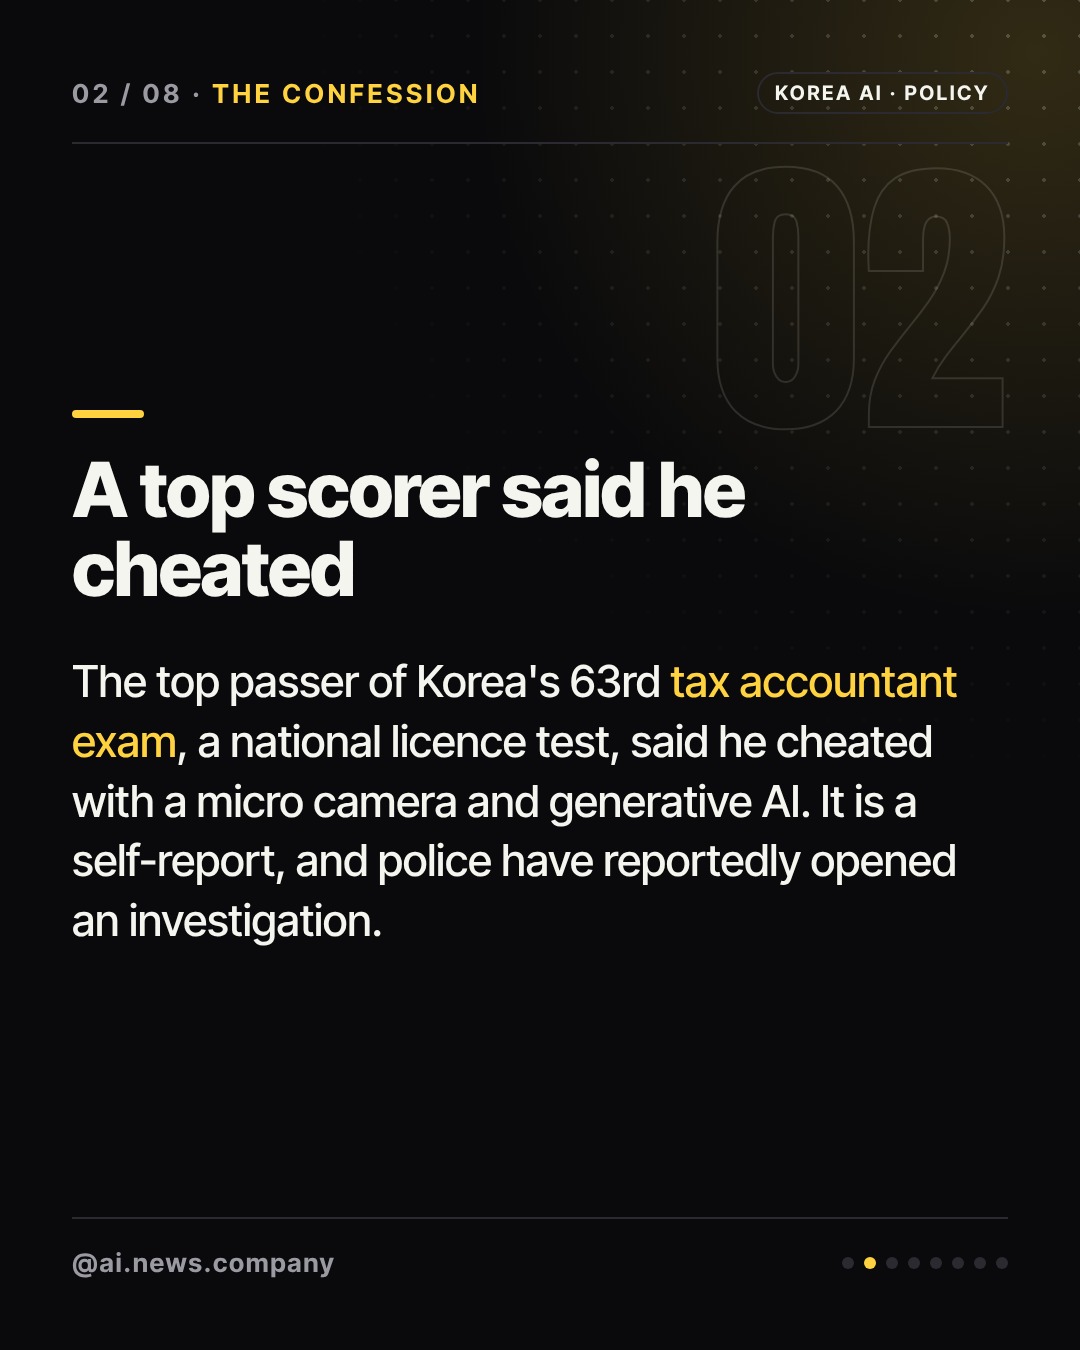 02 / 08 · THE CONFESSION
KOREA AI · POLICY
02
A top scorer said he
cheated
The top passer of Korea's 63rd tax accountant
exam, a national licence test, said he cheated
with a micro camera and generative AI. It is a
self-report, and police have reportedly opened
an investigation.
@ai.news.company